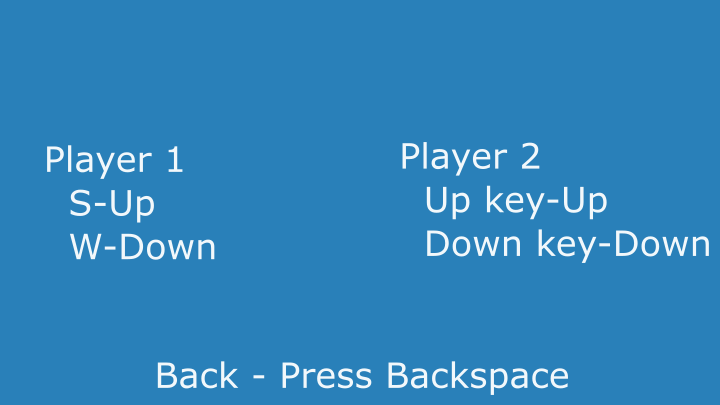 Player 1
S-Up
W-Down
Player 2
Up key-Up
Down key-Down
Back - Press Backspace